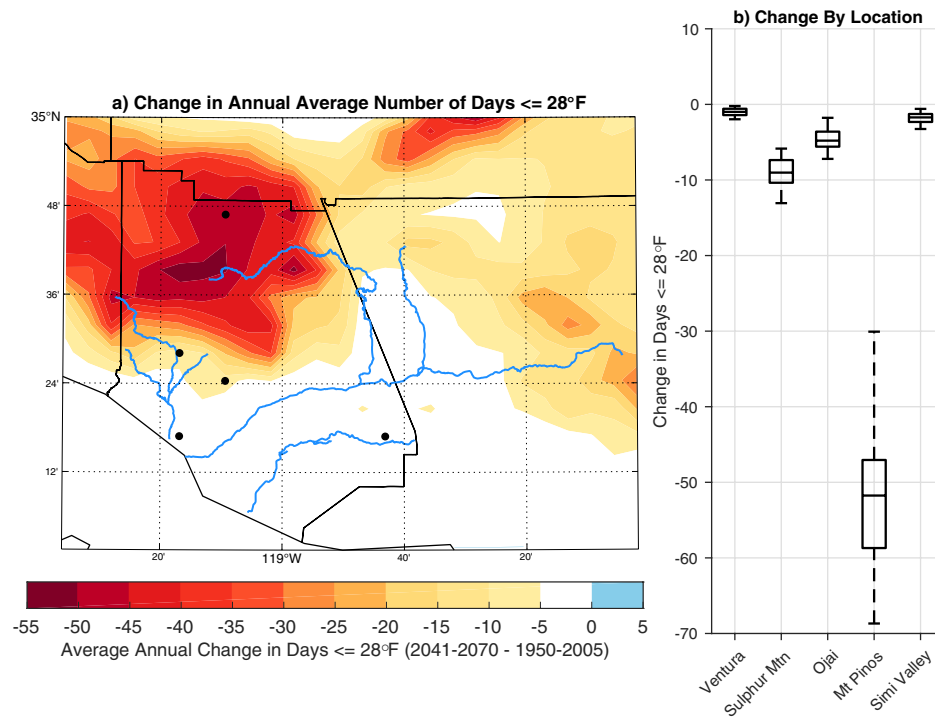 a) Change in Annual Average Number of Days <= 28°F
35°N
48'
36'
24'
12'
20'
119°W
40'
20'
-55 -50 -45 -40 -35 -30 -25 -20 -15 -10 -5 0 5
Average Annual Change in Days <= 28°F (2041-2070 - 1950-2005)
b) Change By Location
Change in Days <= 28°F
10
0
-10
-20
-30
-40
-50
-60
-70
Ventura
Sulphur Mtn
Ojai
Mt Pinos
Simi Valley